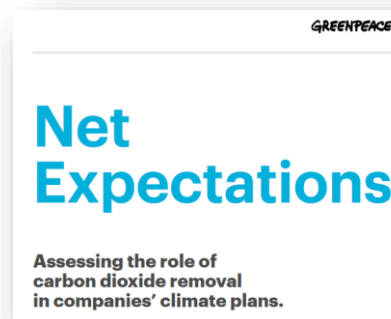 GREENPEACE
Net
Expectations
Assessing the role of
carbon dioxide removal
in companies’ climate plans.